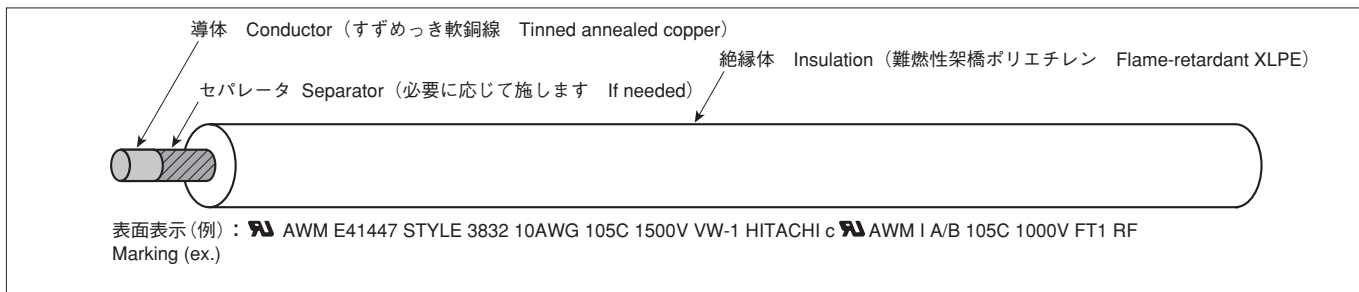 導体 Conductor(すずめっき軟銅線 Tinned annealed copper)
絶縁体 Insulation(難燃性架橋ポリエチレン Flame-retardant XLPE)
セパレータ Separator(必要に応じて施します If needed)
表面表示(例): RU AWM E41447 STYLE 3832 10AWG 105C 1500V VW-1 HITACHI c RU AWM I A/B 105C 1000V FT1 RF
Marking (ex.)